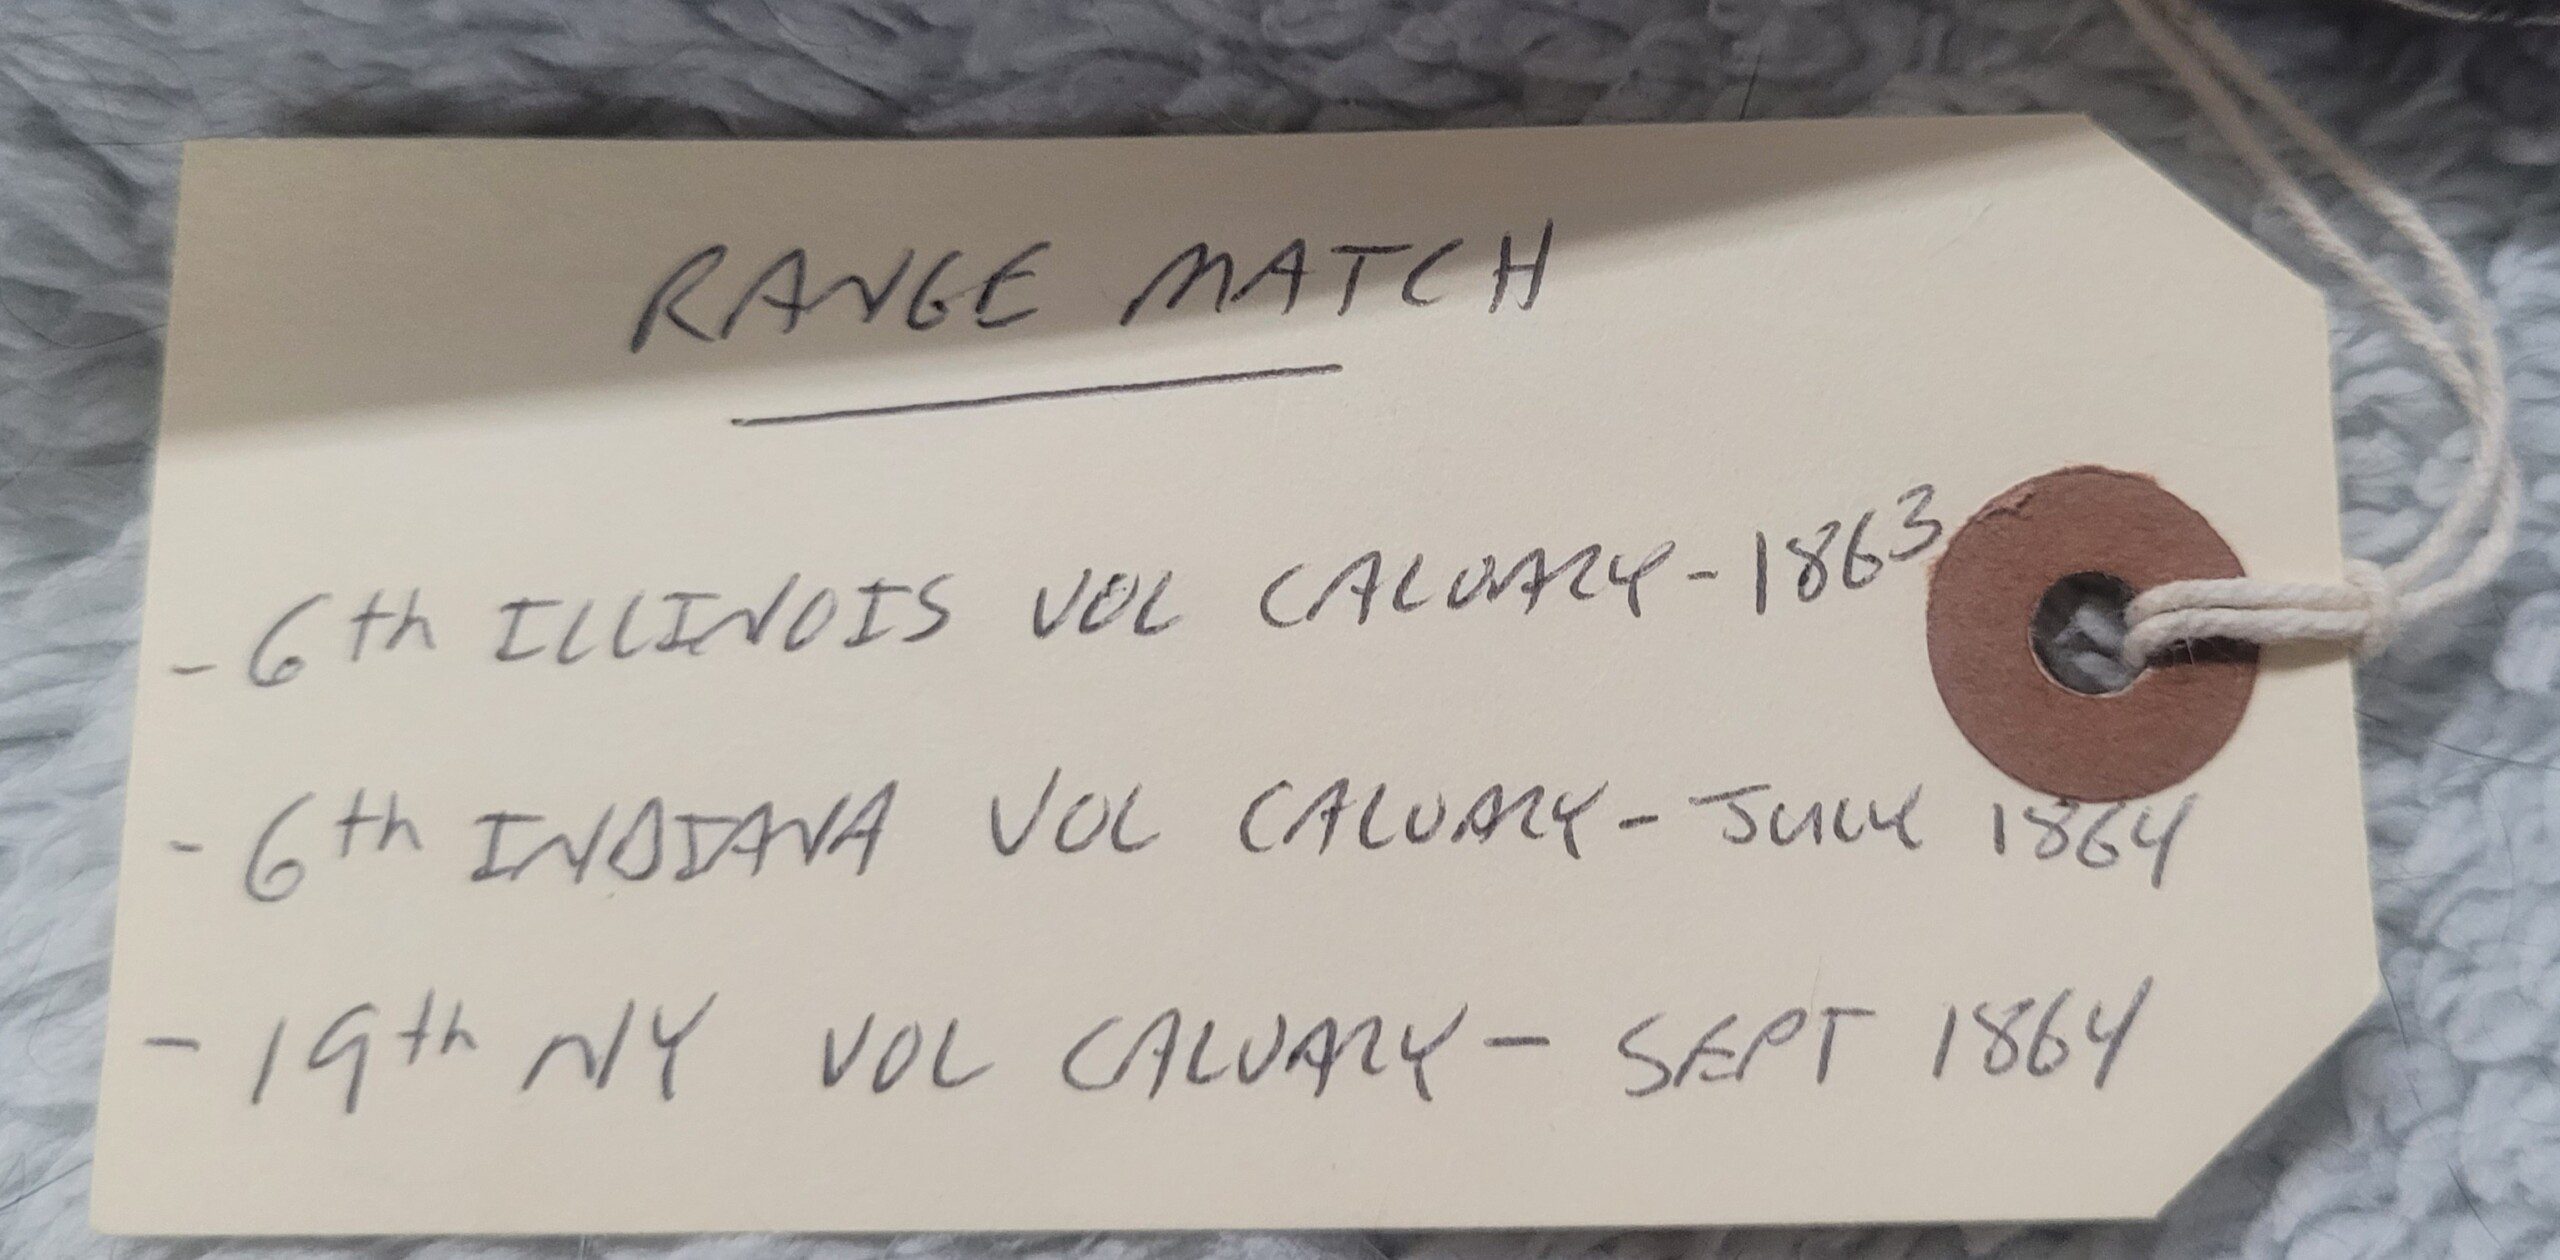 RANGE MATCH
- 6th ILLINOIS VOL CALVARY - 1863
- 6th INDIANA VOL CALVARY - JULY 1864
- 19th NY VOL CALVARY - SEPT 1864